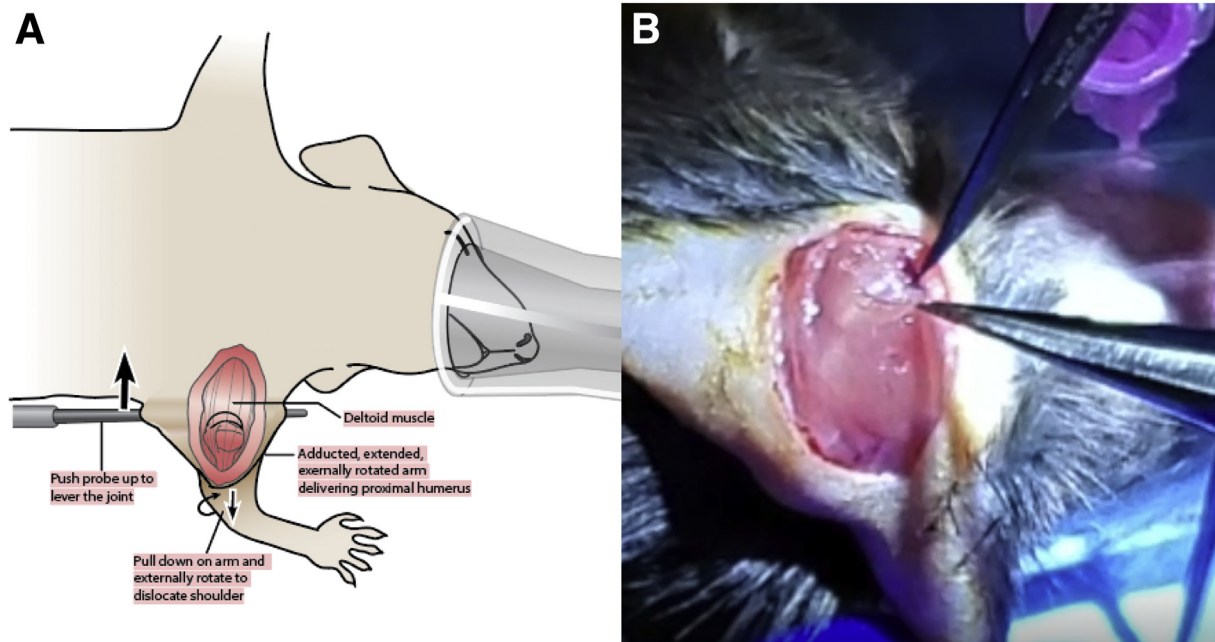 A
B
Deltoid muscle
Adducted, extended,
exernally rotated arm
delivering proximal humerus
Push probe up to
lever the joint
Pull down on arm and
externally rotate to
dislocate shoulder